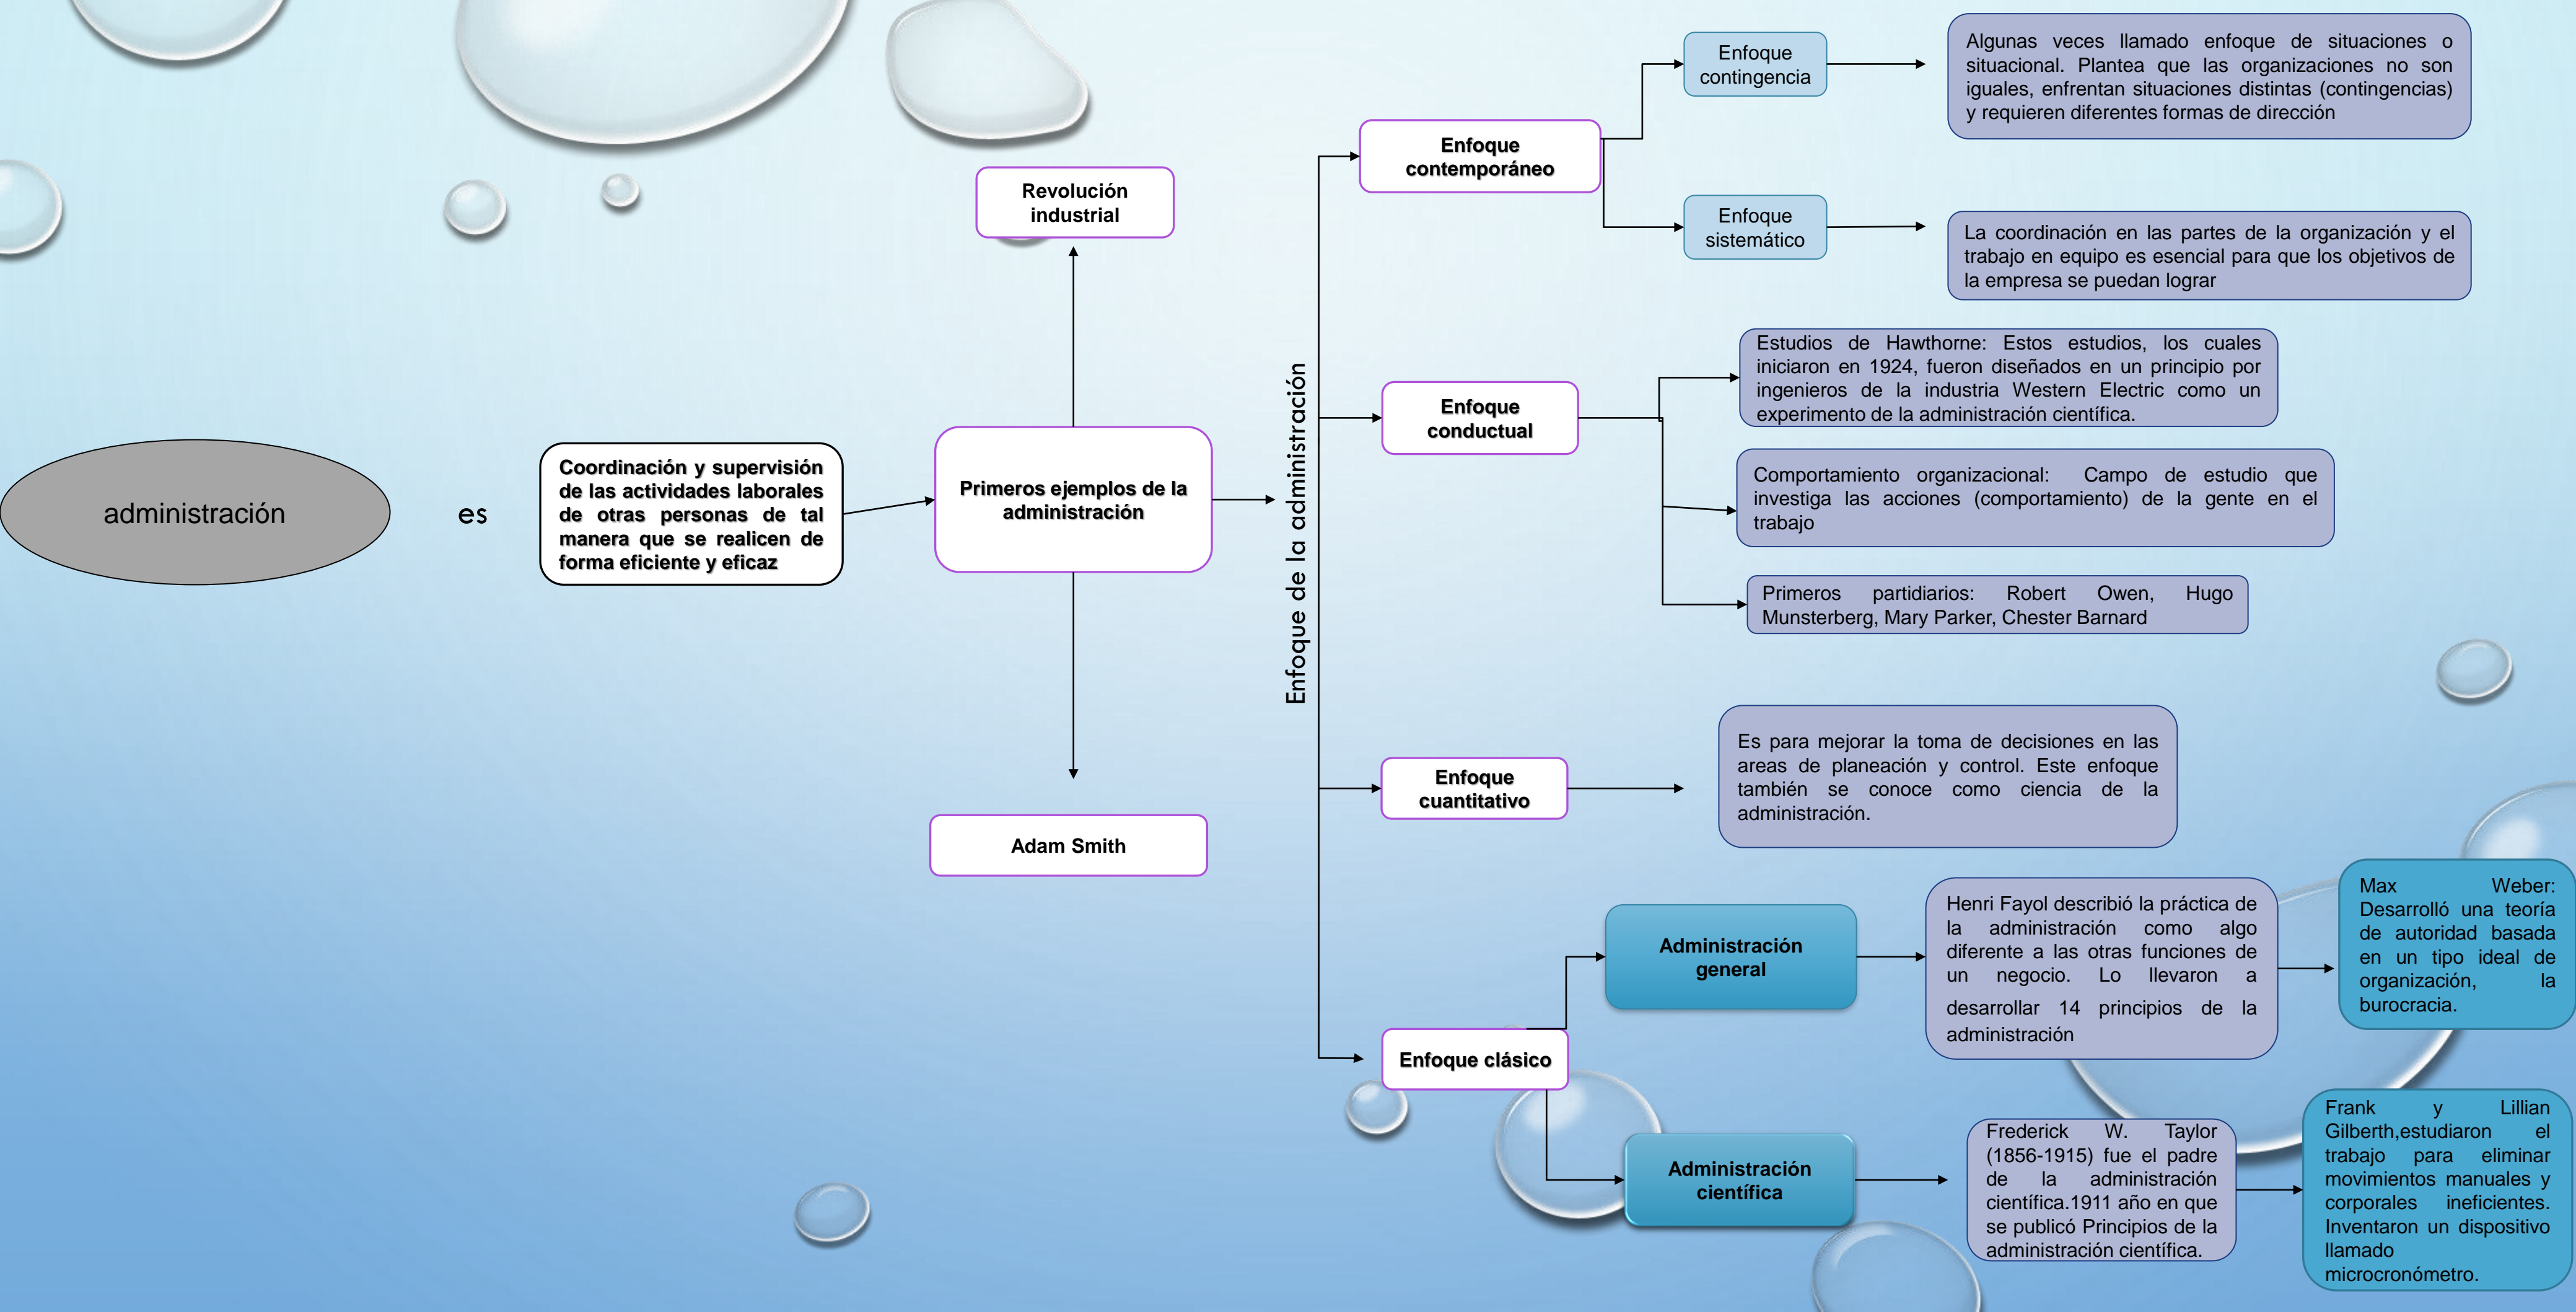 administración
es
Coordinación y supervisión
de las actividades laborales
de otras personas de tal
manera que se realicen de
forma eficiente y eficaz
Revolución
industrial
Primeros ejemplos de la
administración
Adam Smith
Enfoque de la administración
Enfoque
contemporáneo
Enfoque
contingencia
Algunas veces llamado enfoque de situaciones o
situacional. Plantea que las organizaciones no son
iguales, enfrentan situaciones distintas (contingencias)
y requieren diferentes formas de dirección
Enfoque
sistemático
La coordinación en las partes de la organización y el
trabajo en equipo es esencial para que los objetivos de
la empresa se puedan lograr
Enfoque
conductual
Estudios de Hawthorne: Estos estudios, los cuales
iniciaron en 1924, fueron diseñados en un principio por
ingenieros de la industria Western Electric como un
experimento de la administración científica.
Comportamiento organizacional: Campo de estudio que
investiga las acciones (comportamiento) de la gente en el
trabajo
Primeros partidiarios: Robert Owen, Hugo
Munsterberg, Mary Parker, Chester Barnard
Enfoque
cuantitativo
Es para mejorar la toma de decisiones en las
areas de planeación y control. Este enfoque
también se conoce como ciencia de la
administración.
Enfoque clásico
Administración
general
Henri Fayol describió la práctica de
la administración como algo
diferente a las otras funciones de
un negocio. Lo llevaron a
desarrollar 14 principios de la
administración
Max Weber:
Desarrolló una teoría
de autoridad basada
en un tipo ideal de
organización, la
burocracia.
Administración
científica
Frederick W. Taylor
(1856-1915) fue el padre
de la administración
científica.1911 año en que
se publicó Principios de la
administración científica.
Frank y Lillian
Gilberth,estudiaron el
trabajo para eliminar
movimientos manuales y
corporales ineficientes.
Inventaron un dispositivo
llamado
microcronómetro.